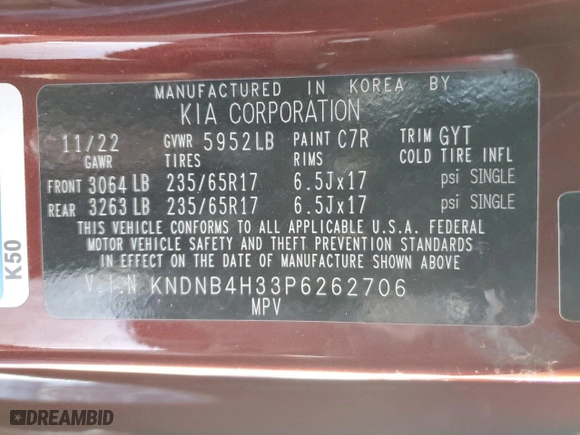 MANUFACTURED IN KOREA BY
KIA CORPORATION
11/22 GVWR 5952LB PAINT C7R TRIM GYT
GAWR TIRES RIMS COLD TIRE INFL
FRONT 3064 LB 235/65R17 6.5Jx17 psi SINGLE
REAR 3263 LB 235/65R17 6.5Jx17 psi SINGLE
THIS VEHICLE CONFORMS TO ALL APPLICABLE U.S.A. FEDERAL
MOTOR VEHICLE SAFETY AND THEFT PREVENTION STANDARDS
IN EFFECT ON THE DATE OF MANUFACTURE SHOWN ABOVE.
V.I.N KNDNB4H33P6262706
MPV
K50
DREAMBID